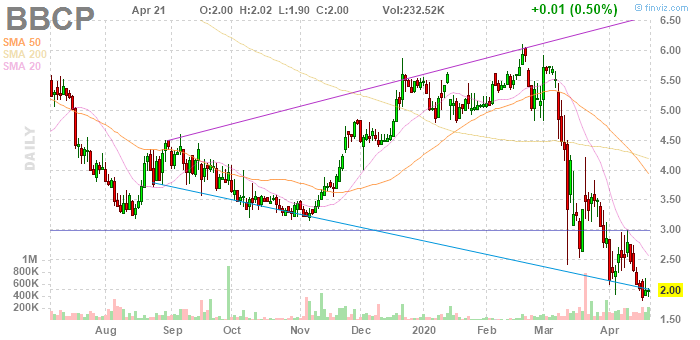 BBCP Apr 21 O:2.00 H:2.02 L:1.90 C:2.00 Vol:232.52K +0.01 (0.50%) © finviz.com
SMA 50
SMA 200
SMA 20
DAILY
6.50
6.00
5.50
5.00
4.50
4.00
3.50
3.00
2.50
2.00
1.50
1M
800K
600K
400K
200K
Aug Sep Oct Nov Dec 2020 Feb Mar Apr